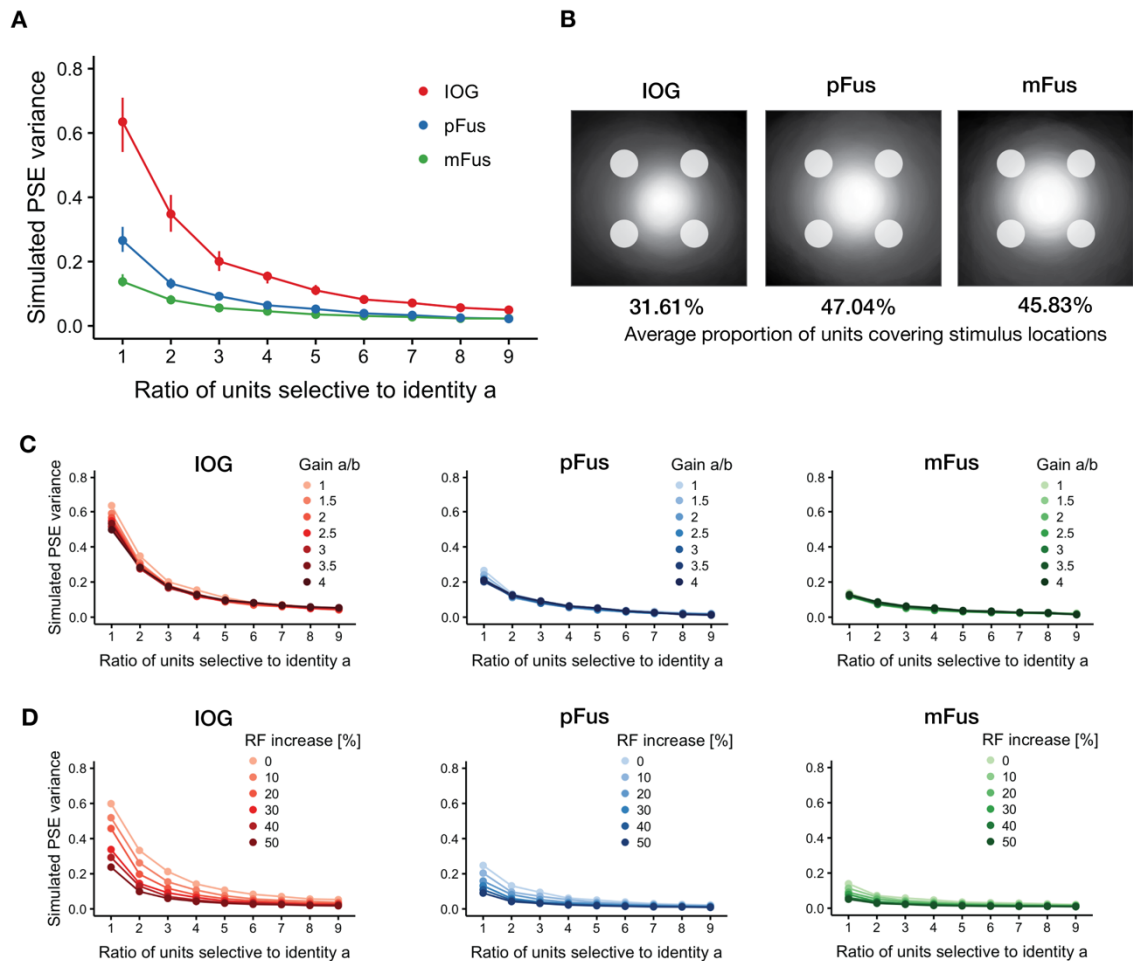 A
0.8
0.6
0.4
0.2
0.0
Simulated PSE variance
IOG
pFus
mFus
1 2 3 4 5 6 7 8 9
Ratio of units selective to identity a
B
IOG pFus mFus
31.61% 47.04% 45.83%
Average proportion of units covering stimulus locations
C
IOG
Gain a/b
1
1.5
2
2.5
3
3.5
4
0.8
0.6
0.4
0.2
0.0
Simulated PSE variance
1 2 3 4 5 6 7 8 9
Ratio of units selective to identity a
pFus
Gain a/b
1
1.5
2
2.5
3
3.5
4
0.8
0.6
0.4
0.2
0.0
1 2 3 4 5 6 7 8 9
Ratio of units selective to identity a
mFus
Gain a/b
1
1.5
2
2.5
3
3.5
4
0.8
0.6
0.4
0.2
0.0
1 2 3 4 5 6 7 8 9
Ratio of units selective to identity a
D
IOG
RF increase [%]
0
10
20
30
40
50
0.8
0.6
0.4
0.2
0.0
Simulated PSE variance
1 2 3 4 5 6 7 8 9
Ratio of units selective to identity a
pFus
RF increase [%]
0
10
20
30
40
50
0.8
0.6
0.4
0.2
0.0
1 2 3 4 5 6 7 8 9
Ratio of units selective to identity a
mFus
RF increase [%]
0
10
20
30
40
50
0.8
0.6
0.4
0.2
0.0
1 2 3 4 5 6 7 8 9
Ratio of units selective to identity a